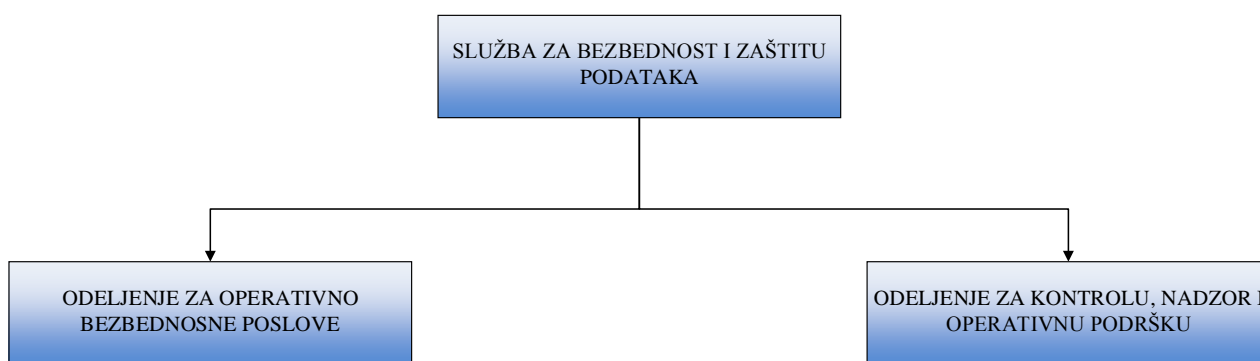 SLUŽBA ZA BEZBEDNOST I ZAŠTITU
PODATAKA
ODELJENJE ZA OPERATIVNO
BEZBEDNOSNE POSLOVE
ODELJENJE ZA KONTROLU, NADZOR I
OPERATIVNU PODRŠKU